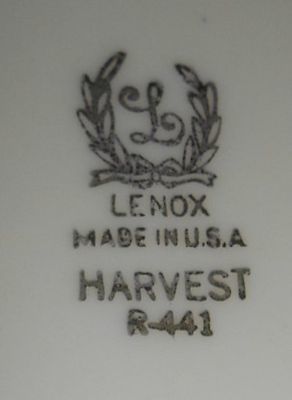 L
LENOX
MADE IN U.S.A
HARVEST
R-441